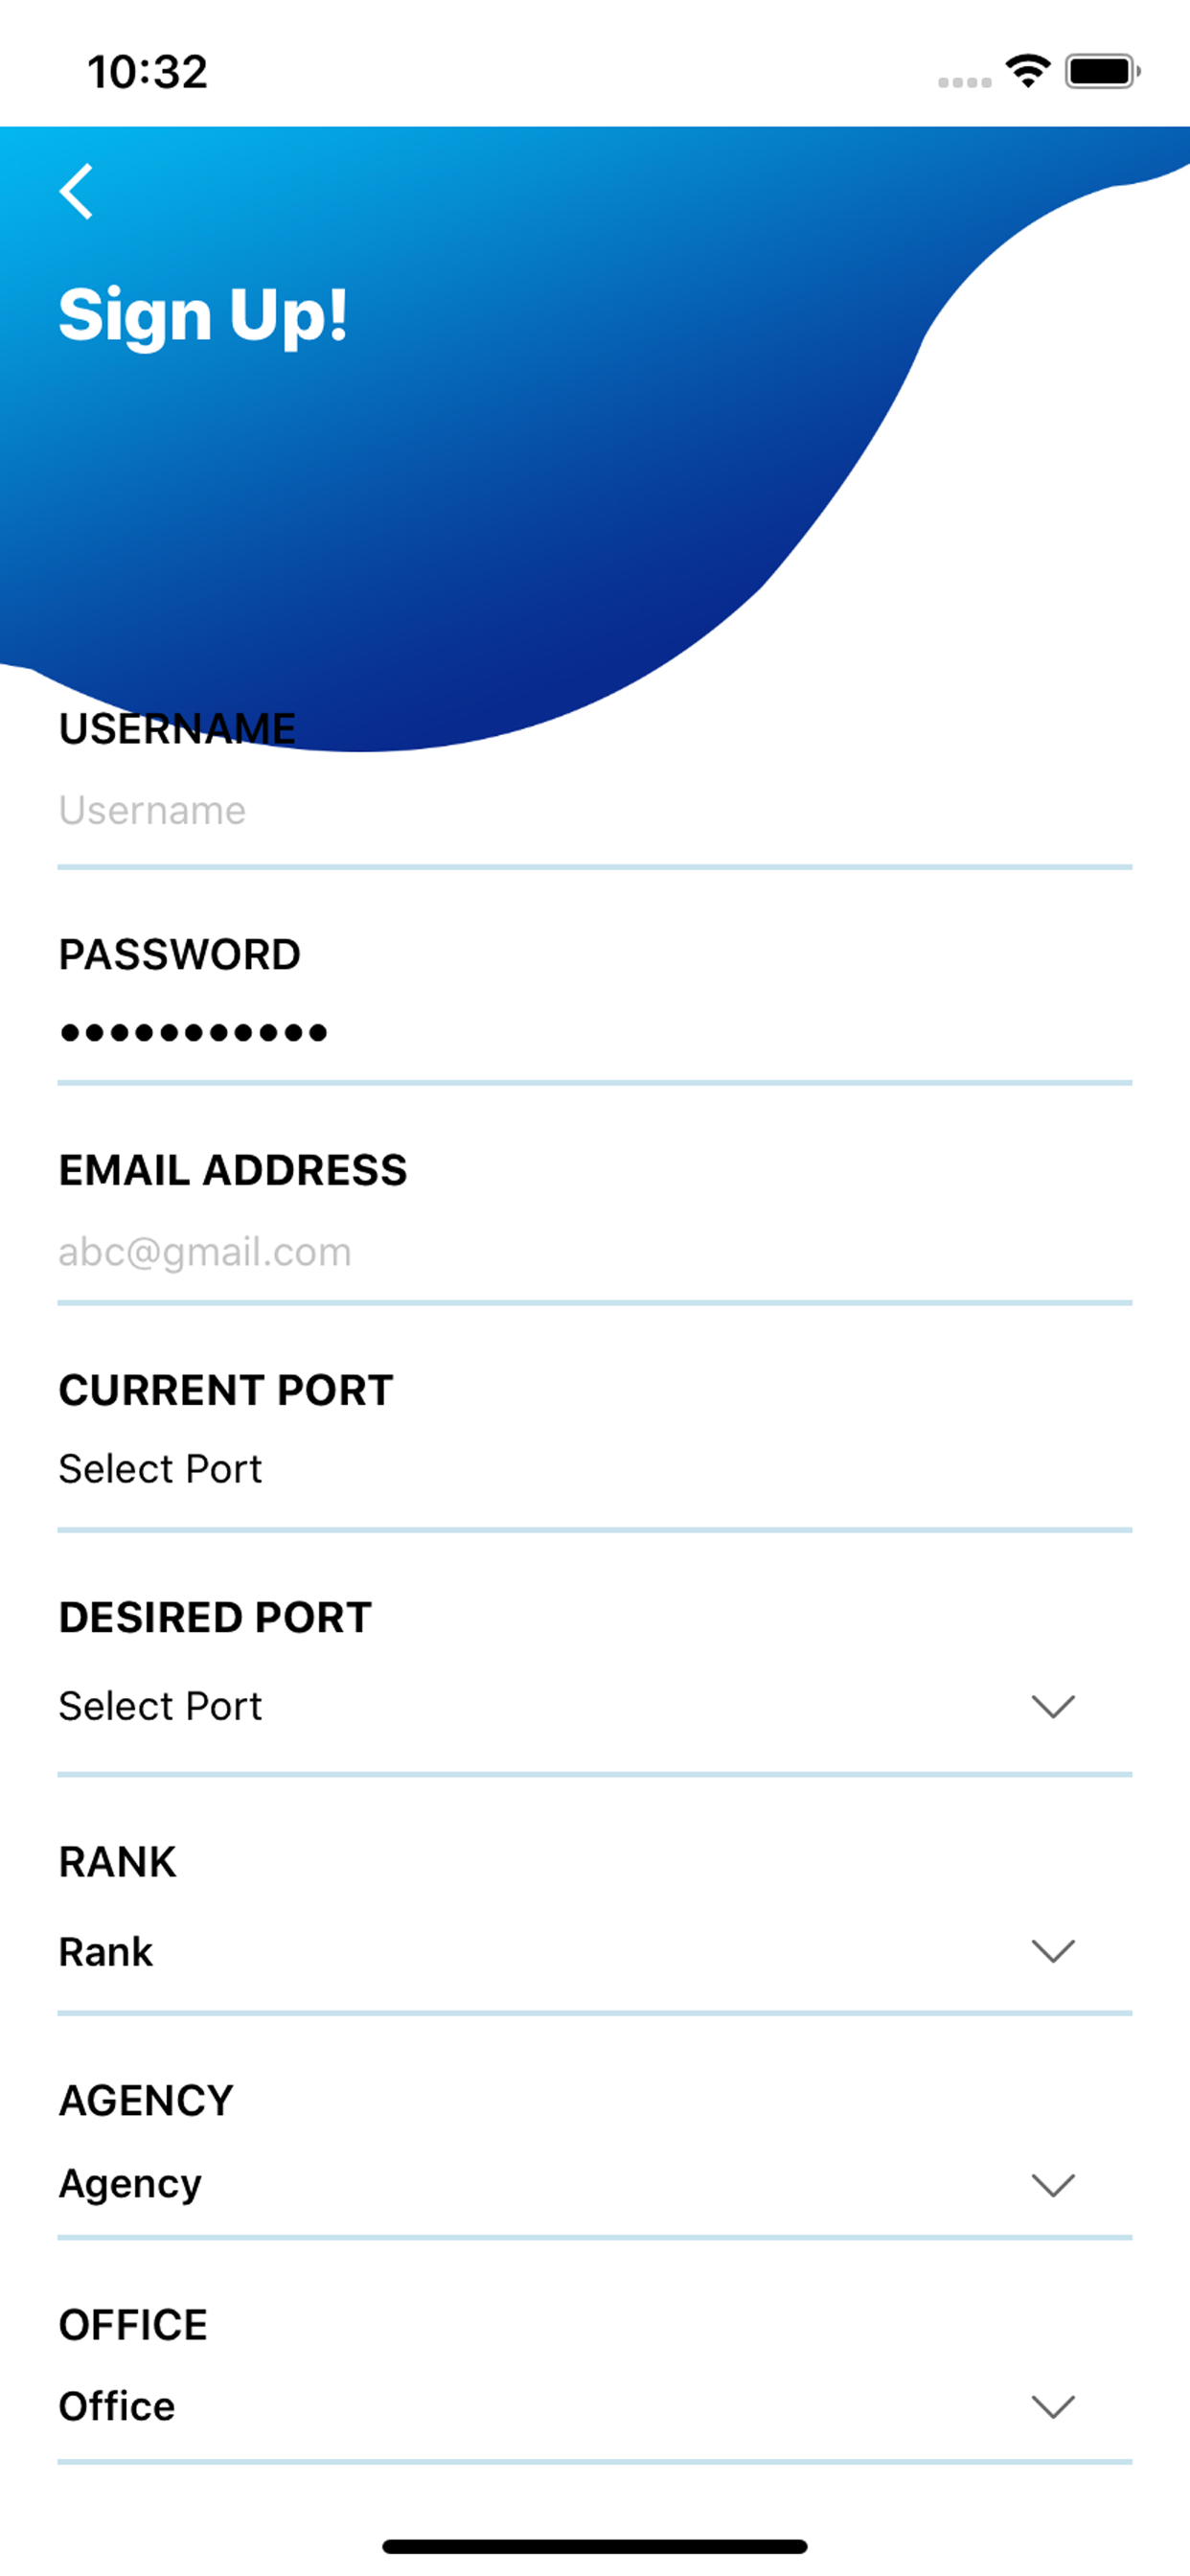 10:32
Sign Up!
USERNAME
Username
PASSWORD
•••••••••••
EMAIL ADDRESS
abc@gmail.com
CURRENT PORT
Select Port
DESIRED PORT
Select Port
RANK
Rank
AGENCY
Agency
OFFICE
Office